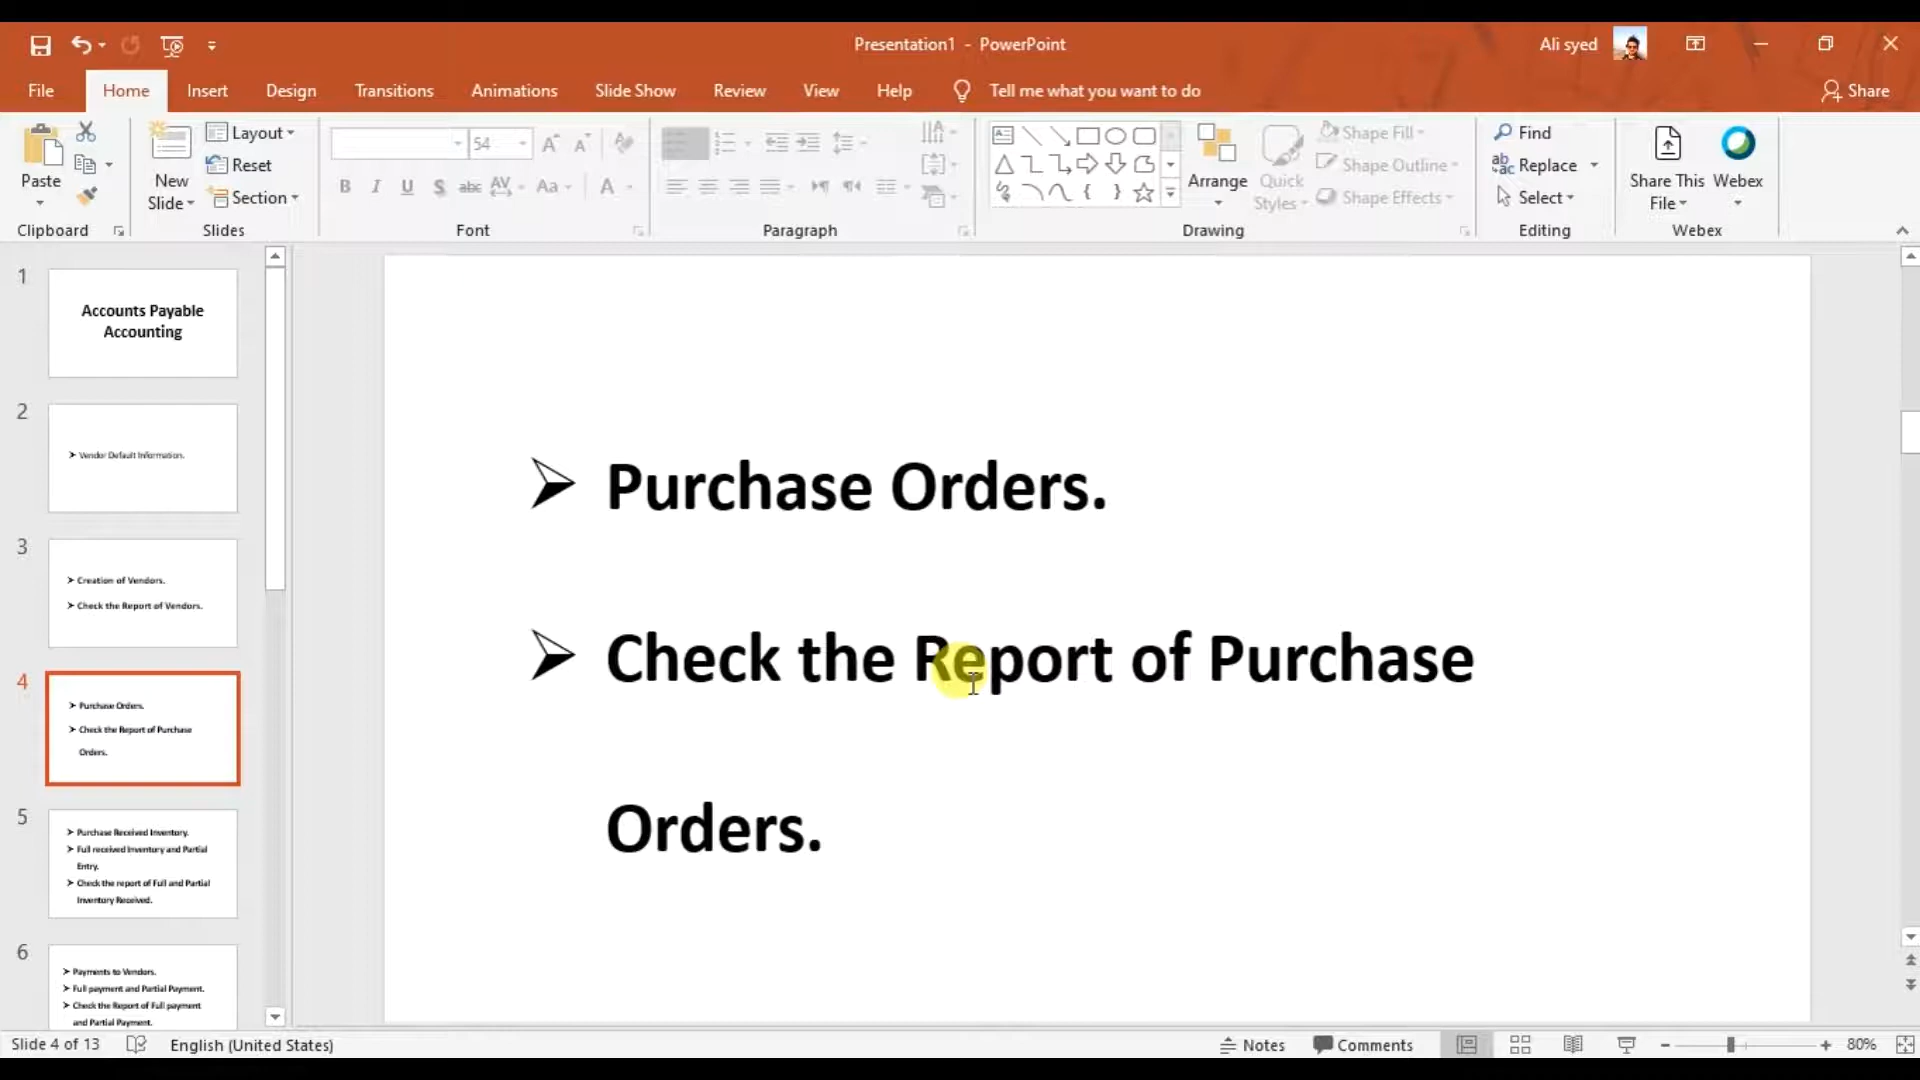 Presentation1 - PowerPoint
Ali syed
File Home Insert Design Transitions Animations Slide Show Review View Help Tell me what you want to do Share
Paste
Clipboard
New
Slide
Layout
Reset
Section
Slides
54
B I U S abc AV Aa A
Font
Paragraph
Arrange
Quick
Styles
Shape Fill
Shape Outline
Shape Effects
Drawing
Find
Replace
Select
Editing
Share This
File
Webex
Webex
1
Accounts Payable
Accounting
2
➤ Vendor Default Information.
3
➤ Creation of Vendors.
➤ Check the Report of Vendors.
4
➤ Purchase Orders.
➤ Check the Report of Purchase
Orders.
5
➤ Purchase Received Inventory.
➤ Full received Inventory and Partial
Entry.
➤ Check the report of Full and Partial
Inventory Received.
6
➤ Payments to Vendors.
➤ Full payment and Partial Payment.
➤ Check the Report of Full payment
and Partial Payment.
➤ Purchase Orders.
➤ Check the Report of Purchase
Orders.
Slide 4 of 13
English (United States)
Notes
Comments
80%